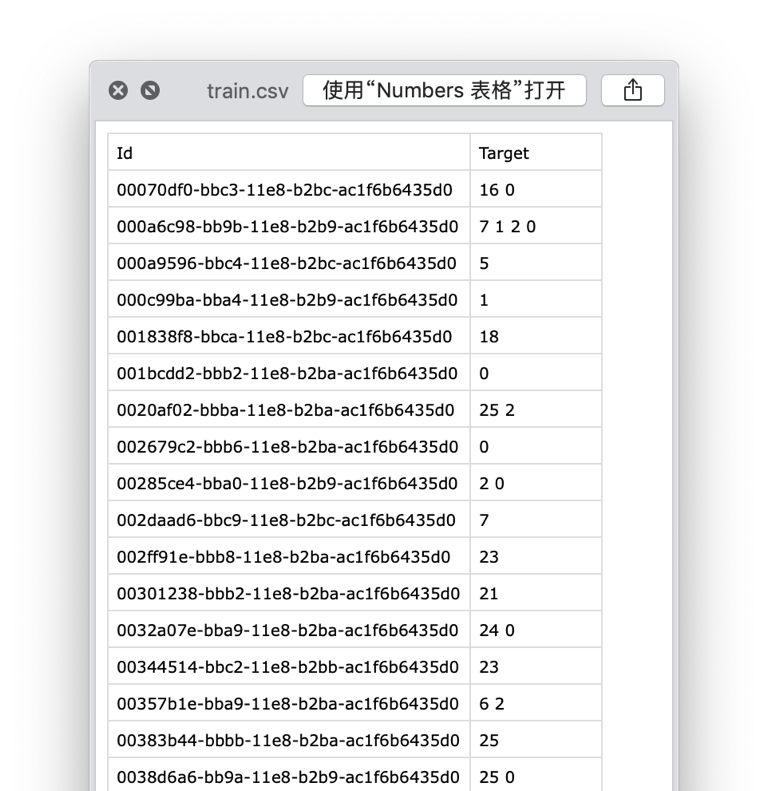 train.csv 使用“Numbers 表格”打开
Id Target
00070df0-bbc3-11e8-b2bc-ac1f6b6435d0 16 0
000a6c98-bb9b-11e8-b2b9-ac1f6b6435d0 7 1 2 0
000a9596-bbc4-11e8-b2bc-ac1f6b6435d0 5
000c99ba-bba4-11e8-b2b9-ac1f6b6435d0 1
001838f8-bbca-11e8-b2bc-ac1f6b6435d0 18
001bcdd2-bbb2-11e8-b2ba-ac1f6b6435d0 0
0020af02-bbba-11e8-b2ba-ac1f6b6435d0 25 2
002679c2-bbb6-11e8-b2ba-ac1f6b6435d0 0
00285ce4-bba0-11e8-b2b9-ac1f6b6435d0 2 0
002daad6-bbc9-11e8-b2bc-ac1f6b6435d0 7
002ff91e-bbb8-11e8-b2ba-ac1f6b6435d0 23
00301238-bbb2-11e8-b2ba-ac1f6b6435d0 21
0032a07e-bba9-11e8-b2ba-ac1f6b6435d0 24 0
00344514-bbc2-11e8-b2bb-ac1f6b6435d0 23
00357b1e-bba9-11e8-b2ba-ac1f6b6435d0 6 2
00383b44-bbbb-11e8-b2ba-ac1f6b6435d0 25
0038d6a6-bb9a-11e8-b2b9-ac1f6b6435d0 25 0